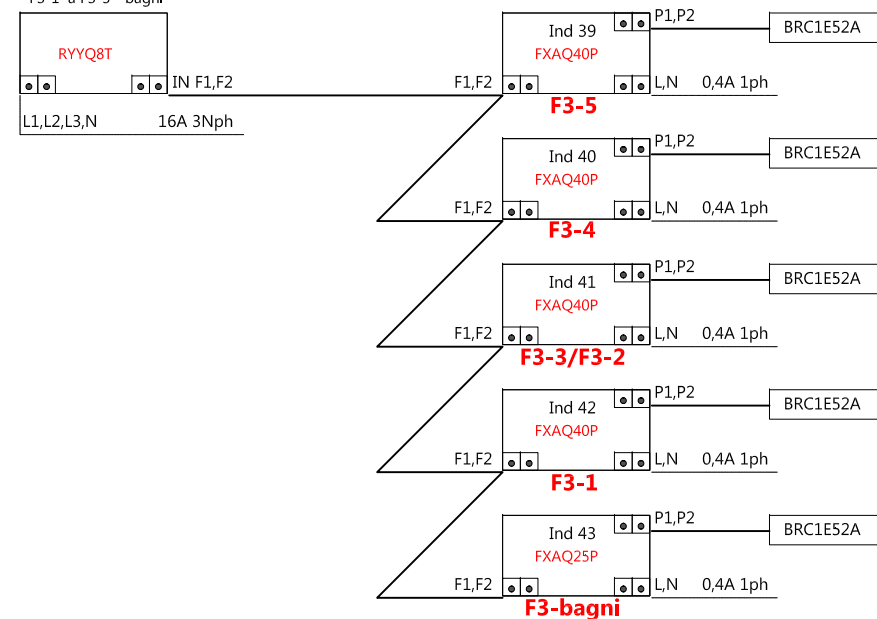 RYYQ8T
IN F1,F2
L1,L2,L3,N 16A 3Nph
Ind 39
FXAQ40P
P1,P2
BRC1E52A
F1,F2
L,N 0,4A 1ph
F3-5
Ind 40
FXAQ40P
P1,P2
BRC1E52A
F1,F2
L,N 0,4A 1ph
F3-4
Ind 41
FXAQ40P
P1,P2
BRC1E52A
F1,F2
L,N 0,4A 1ph
F3-3/F3-2
Ind 42
FXAQ40P
P1,P2
BRC1E52A
F1,F2
L,N 0,4A 1ph
F3-1
Ind 43
FXAQ25P
P1,P2
BRC1E52A
F1,F2
L,N 0,4A 1ph
F3-bagni